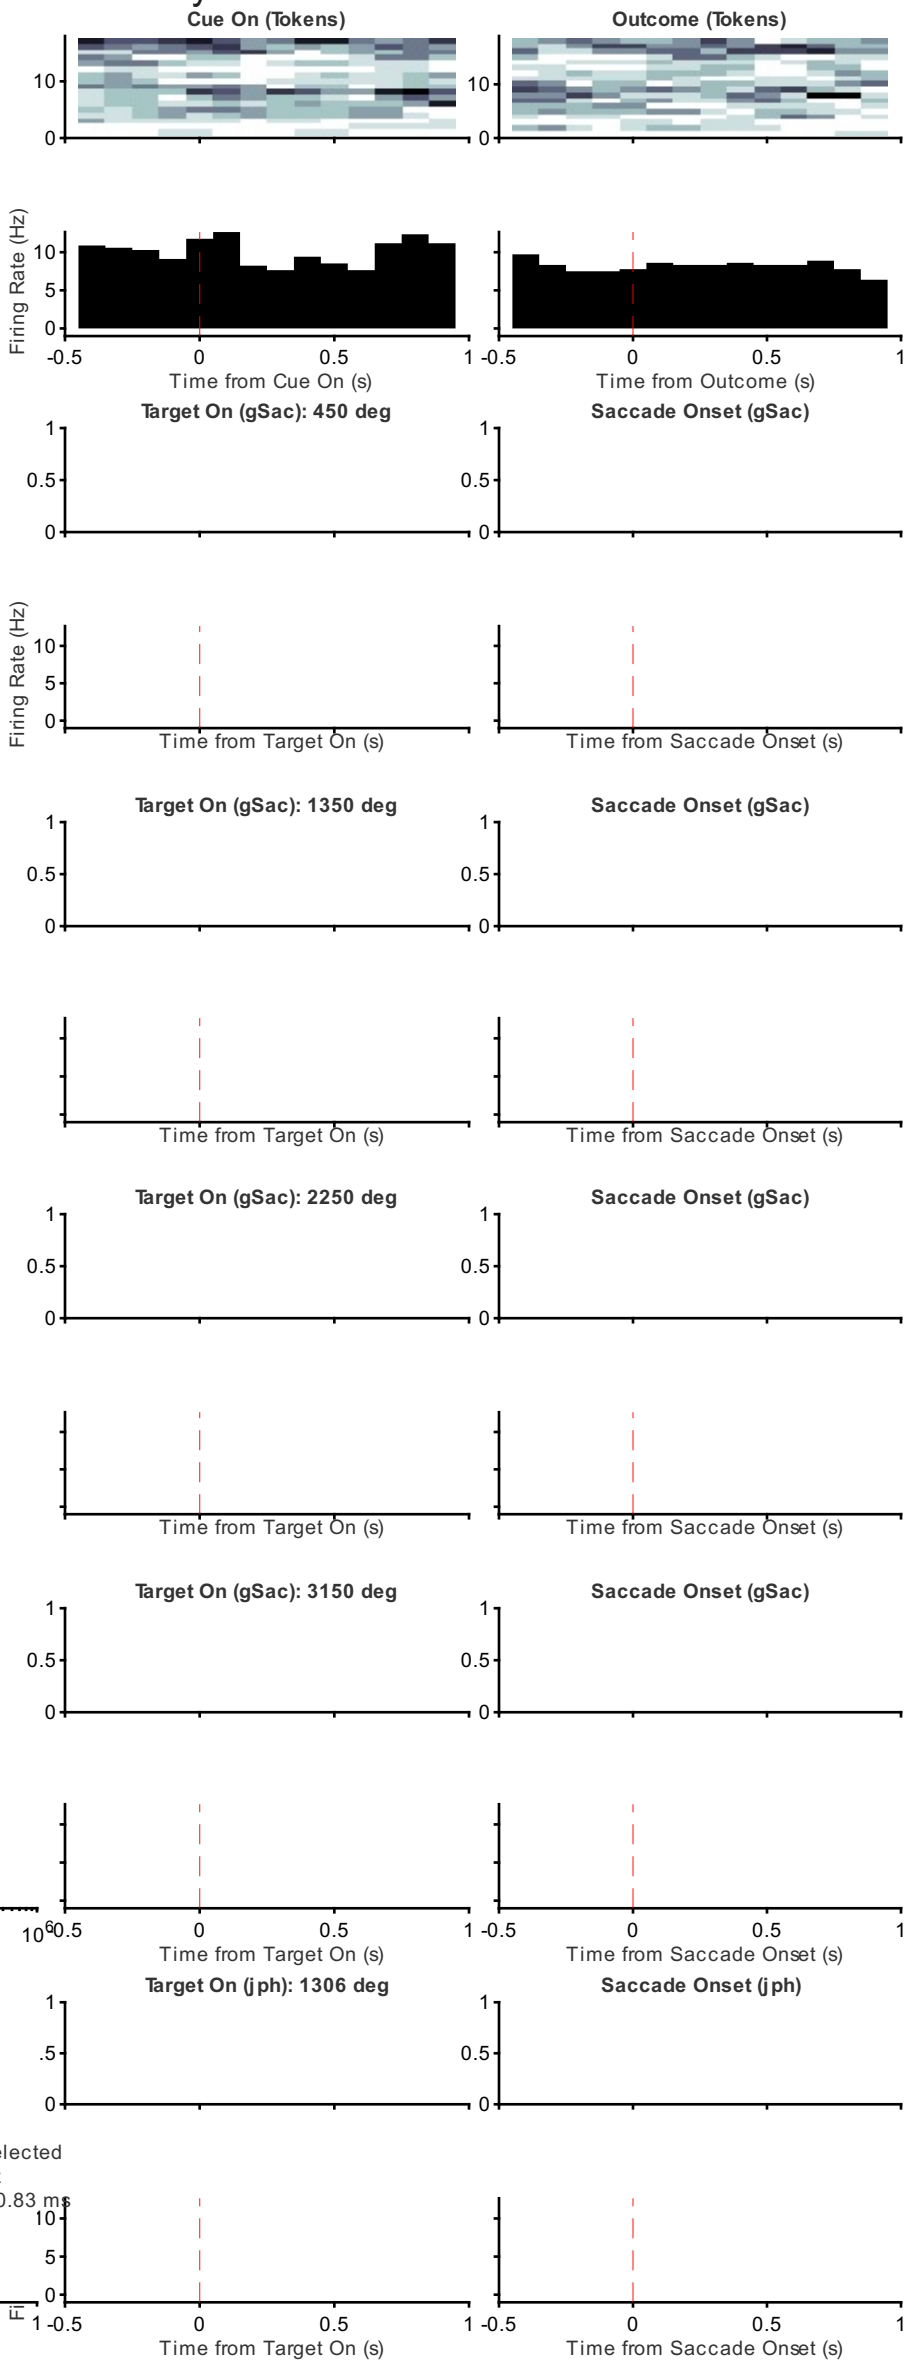 y
Cue On (Tokens) Outcome (Tokens)
10 10
0 0
Firing Rate (Hz)
10
5
0
-0.5 0 0.5 1 -0.5 0 0.5 1
Time from Cue On (s) Time from Outcome (s)
Target On (gSac): 450 deg Saccade Onset (gSac)
1 1
0.5 0.5
0 0
Firing Rate (Hz)
10
5
0
Time from Target On (s) Time from Saccade Onset (s)
Target On (gSac): 1350 deg Saccade Onset (gSac)
1 1
0.5 0.5
0 0
Time from Target On (s) Time from Saccade Onset (s)
Target On (gSac): 2250 deg Saccade Onset (gSac)
1 1
0.5 0.5
0 0
Time from Target On (s) Time from Saccade Onset (s)
Target On (gSac): 3150 deg Saccade Onset (gSac)
1 1
0.5 0.5
0 0
10^6 -0.5 0 0.5 1 -0.5 0 0.5 1
Time from Target On (s) Time from Saccade Onset (s)
Target On (jph): 1306 deg Saccade Onset (jph)
1 1
.5 0.5
0 0
elected
0.83 ms
10
5
0
Fi
1 -0.5 0 0.5 1 -0.5 0 0.5 1
Time from Target On (s) Time from Saccade Onset (s)